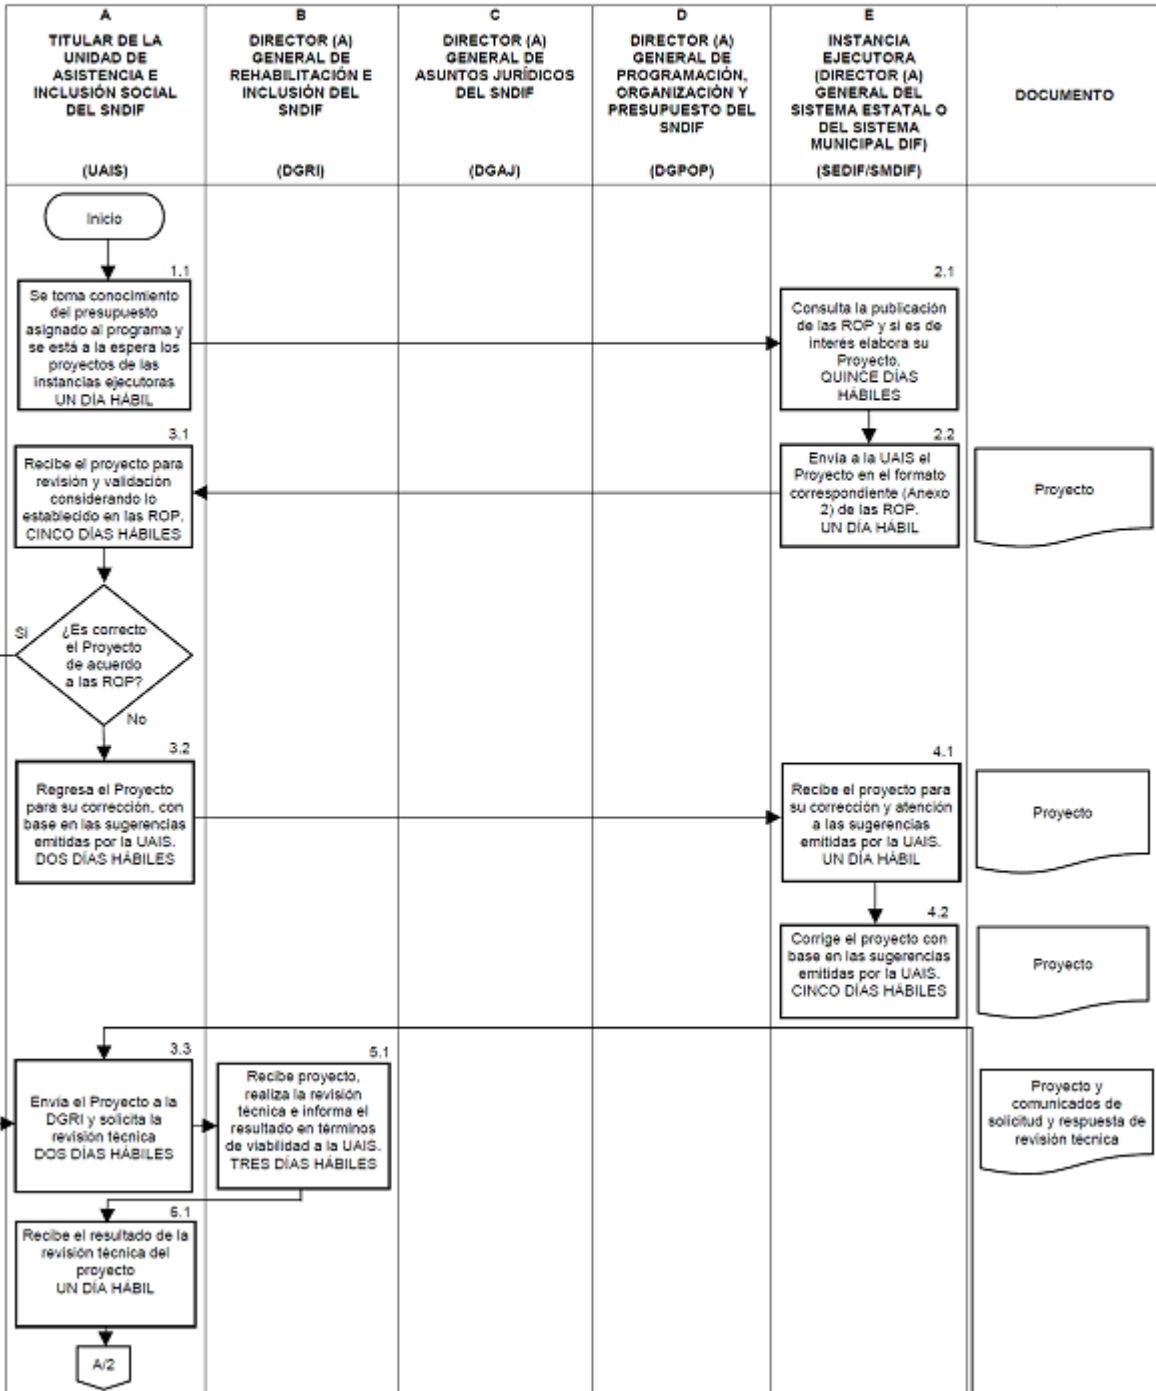 A
TITULAR DE LA
UNIDAD DE
ASISTENCIA E
INCLUSIÓN SOCIAL
DEL SNDIF
(UAIS)
B
DIRECTOR (A)
GENERAL DE
REHABILITACIÓN E
INCLUSIÓN DEL
SNDIF
(DGRI)
C
DIRECTOR (A)
GENERAL DE
ASUNTOS JURÍDICOS
DEL SNDIF
(DGAJ)
D
DIRECTOR (A)
GENERAL DE
PROGRAMACIÓN,
ORGANIZACIÓN Y
PRESUPUESTO DEL
SNDIF
(DGPOP)
E
INSTANCIA
EJECUTORA
(DIRECTOR (A)
GENERAL DEL
SISTEMA ESTATAL O
DEL SISTEMA
MUNICIPAL DIF)
(SEDIF/SMDIF)
DOCUMENTO
Inicio
1.1
Se toma conocimiento
del presupuesto
asignado al programa y
se está a la espera los
proyectos de las
instancias ejecutoras
UN DÍA HÁBIL
2.1
Consulta la publicación
de las ROP y si es de
interés elabora su
Proyecto.
QUINCE DÍAS
HÁBILES
2.2
Envía a la UAIS el
Proyecto en el formato
correspondiente (Anexo
2) de las ROP.
UN DÍA HÁBIL
Proyecto
3.1
Recibe el proyecto para
revisión y validación
considerando lo
establecido en las ROP.
CINCO DÍAS HÁBILES
Si
¿Es correcto
el Proyecto
de acuerdo
a las ROP?
No
3.2
Regresa el Proyecto
para su corrección, con
base en las sugerencias
emitidas por la UAIS.
DOS DÍAS HÁBILES
4.1
Recibe el proyecto para
su corrección y atención
a las sugerencias
emitidas por la UAIS.
UN DÍA HÁBIL
Proyecto
4.2
Corrige el proyecto con
base en las sugerencias
emitidas por la UAIS.
CINCO DÍAS HÁBILES
Proyecto
3.3
Envía el Proyecto a la
DGRI y solicita la
revisión técnica
DOS DÍAS HÁBILES
5.1
Recibe proyecto,
realiza la revisión
técnica e informa el
resultado en términos
de viabilidad a la UAIS.
TRES DÍAS HÁBILES
Proyecto y
comunicados de
solicitud y respuesta de
revisión técnica
6.1
Recibe el resultado de la
revisión técnica del
proyecto
UN DÍA HÁBIL
A/2